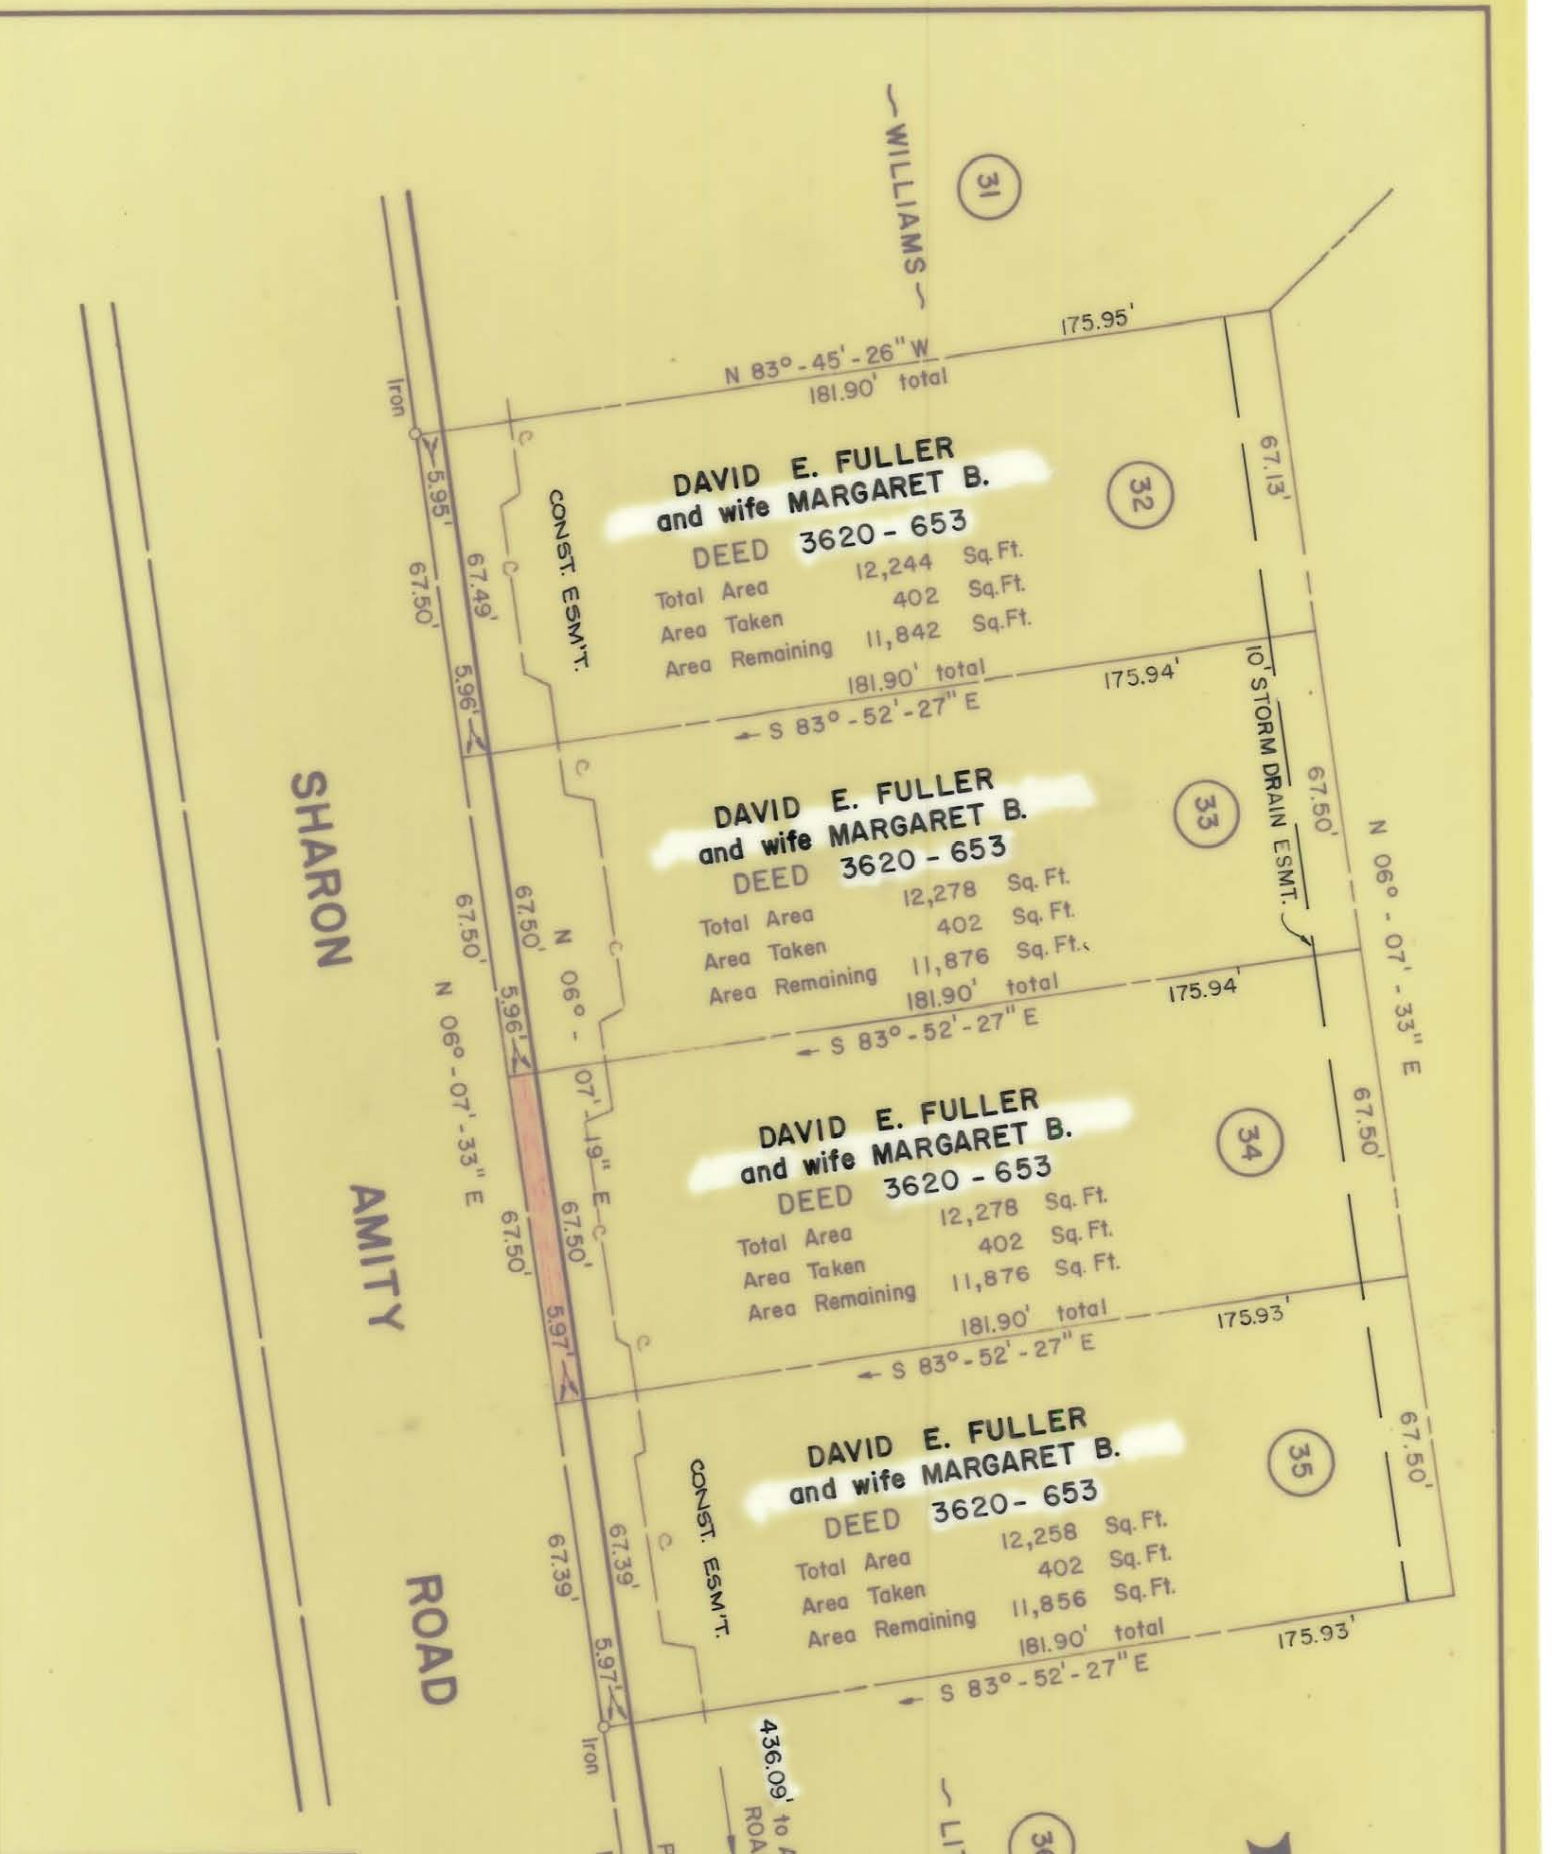 ~WILLIAMS~
31
175.95'
N 83°-45'-26" W
181.90' total
Iron
5.95'
67.50'
67.49'
5.96'
CONST. ESM'T.
C
C
DAVID E. FULLER
and wife MARGARET B.
DEED 3620-653
Total Area 12,244 Sq.Ft.
Area Taken 402 Sq.Ft.
Area Remaining 11,842 Sq.Ft.
32
67.13'
181.90' total
175.94'
S 83°-52'-27" E
10' STORM DRAIN ESMT.
DAVID E. FULLER
and wife MARGARET B.
DEED 3620-653
Total Area 12,278 Sq.Ft.
Area Taken 402 Sq.Ft.
Area Remaining 11,876 Sq.Ft.
33
67.50'
N 06°-07'-33" E
C
C
67.50'
67.50'
5.96'
N 06°-07'-19" E
N 06°-07'-33" E
181.90' total
175.94'
S 83°-52'-27" E
DAVID E. FULLER
and wife MARGARET B.
DEED 3620-653
Total Area 12,278 Sq.Ft.
Area Taken 402 Sq.Ft.
Area Remaining 11,876 Sq.Ft.
34
67.50'
67.50'
67.50'
5.97'
C
C
181.90' total
175.93'
S 83°-52'-27" E
DAVID E. FULLER
and wife MARGARET B.
DEED 3620-653
Total Area 12,258 Sq.Ft.
Area Taken 402 Sq.Ft.
Area Remaining 11,856 Sq.Ft.
35
67.50'
67.39'
67.39'
5.97'
C
CONST. ESM'T.
181.90' total
175.93'
S 83°-52'-27" E
Iron
436.09' to
SHARON AMITY ROAD